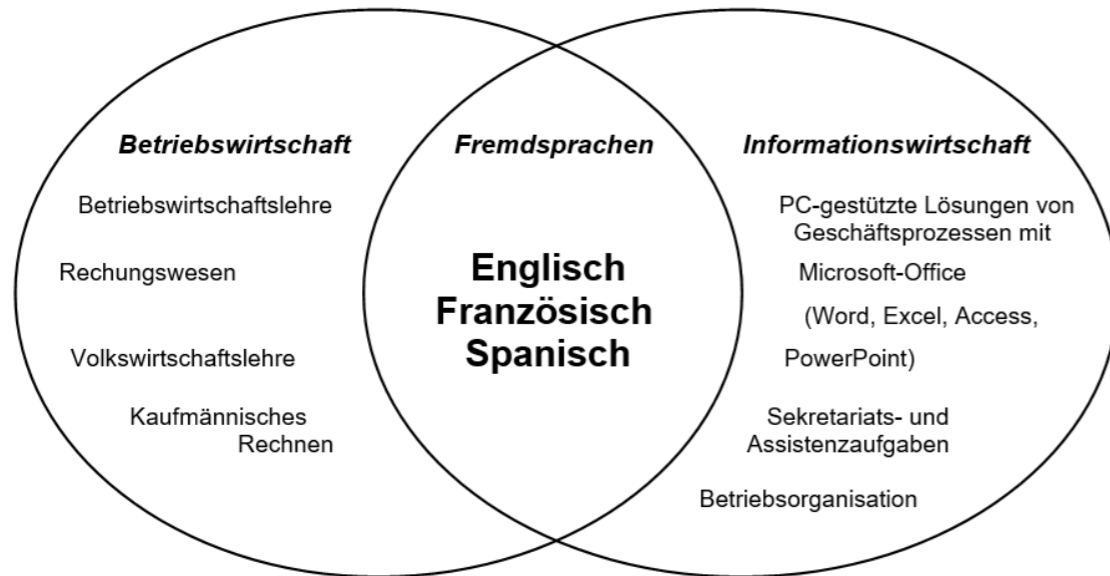 Betriebswirtschaft
Betriebswirtschaftslehre
Rechungswesen
Volkswirtschaftslehre
Kaufmännisches
Rechnen
Fremdsprachen
Englisch
Französisch
Spanisch
Informationswirtschaft
PC-gestützte Lösungen von
Geschäftsprozessen mit
Microsoft-Office
(Word, Excel, Access,
PowerPoint)
Sekretariats- und
Assistenzaufgaben
Betriebsorganisation